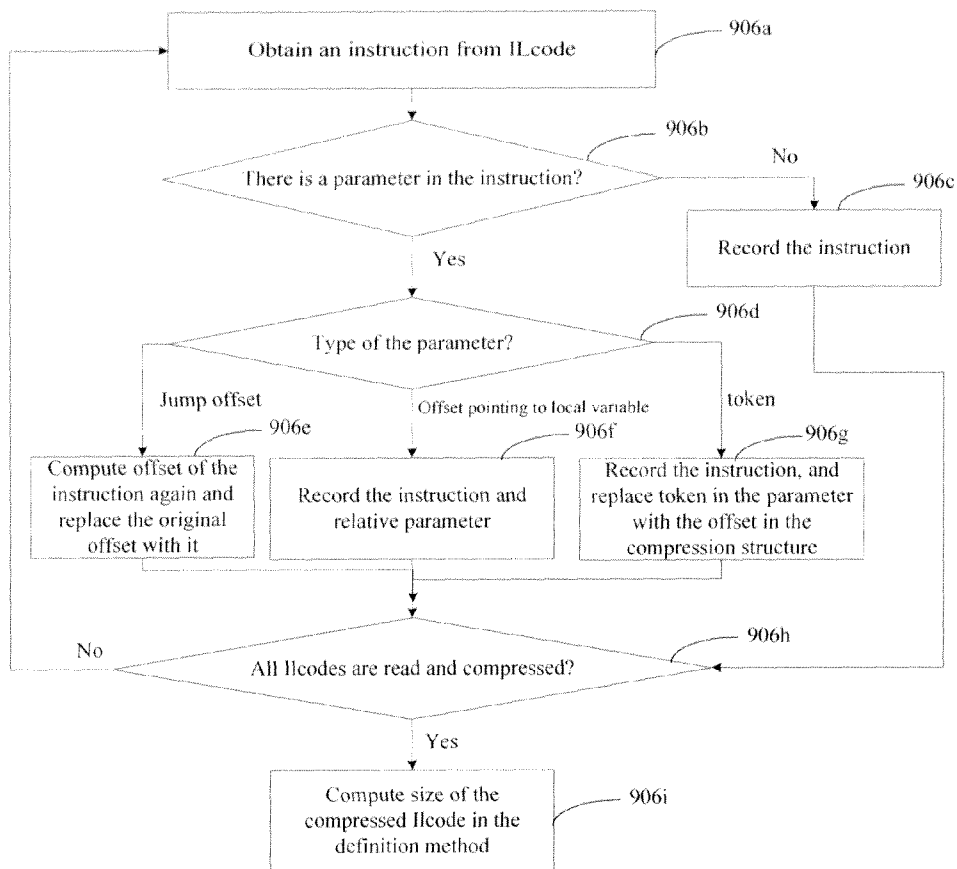 Obtain an instruction from ILcode
906a
906b
There is a parameter in the instruction?
No
906c
Record the instruction
Yes
906d
Type of the parameter?
Jump offset
Offset pointing to local variable
token
906e
906f
906g
Compute offset of the
instruction again and
replace the original
offset with it
Record the instruction and
relative parameter
Record the instruction, and
replace token in the parameter
with the offset in the
compression structure
906h
No
All Ilcodes are read and compressed?
Yes
Compute size of the
compressed Ilcode in the
definition method
906i